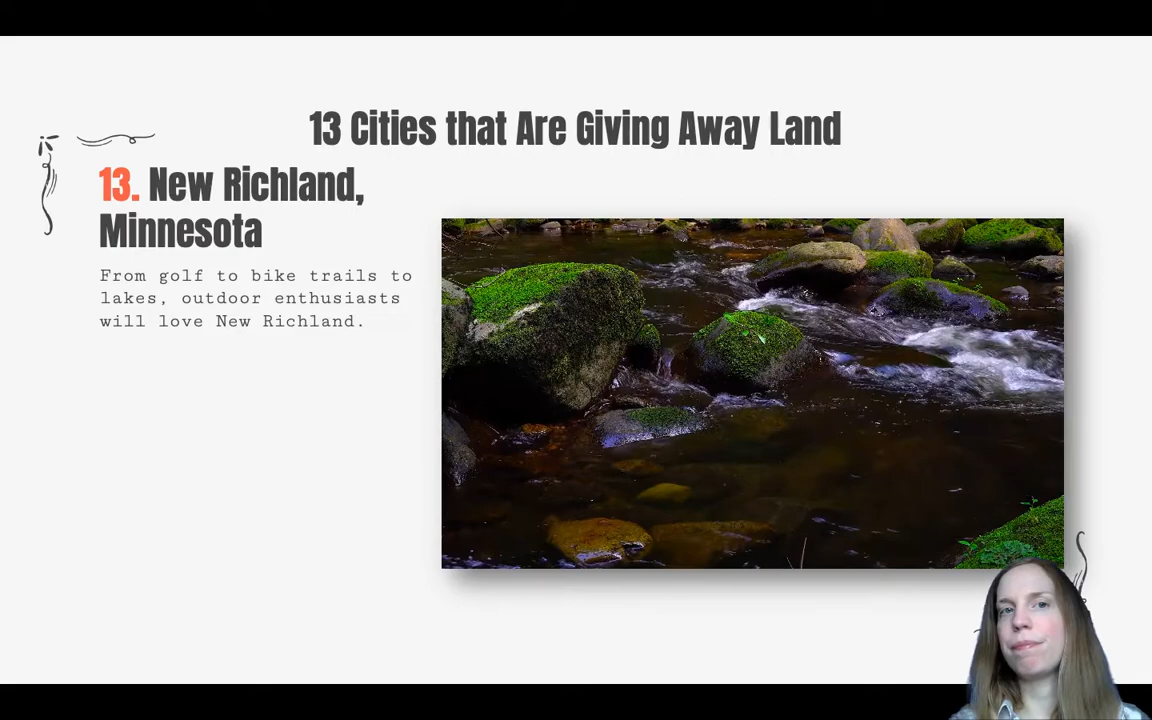 13 Cities that Are Giving Away Land
13. New Richland,
Minnesota
From golf to bike trails to
lakes, outdoor enthusiasts
will love New Richland.